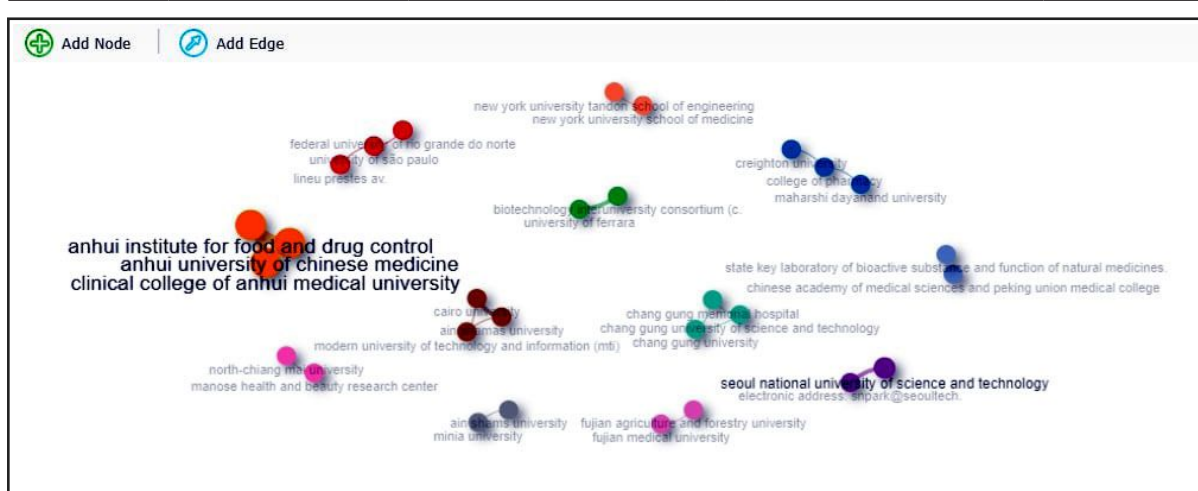 Add Node
Add Edge
new york university tandon school of engineering
new york university school of medicine
federal university of rio grande do norte
university of são paulo
lineu prestes av.
creighton university
college of pharmacy
maharshi dayanand university
biotechnology interuniversity consortium (c.
university of ferrara
anhui institute for food and drug control
anhui university of chinese medicine
clinical college of anhui medical university
state key laboratory of bioactive substance and function of natural medicines.
chinese academy of medical sciences and peking union medical college
cairo university
ain shamas university
modern university of technology and information (mti)
chang gung memorial hospital
chang gung university of science and technology
chang gung university
north-chiang mai university
manose health and beauty research center
seoul national university of science and technology
electronic address: snpark@seoultech.
ain shams university
minia university
fujian agriculture and forestry university
fujian medical university